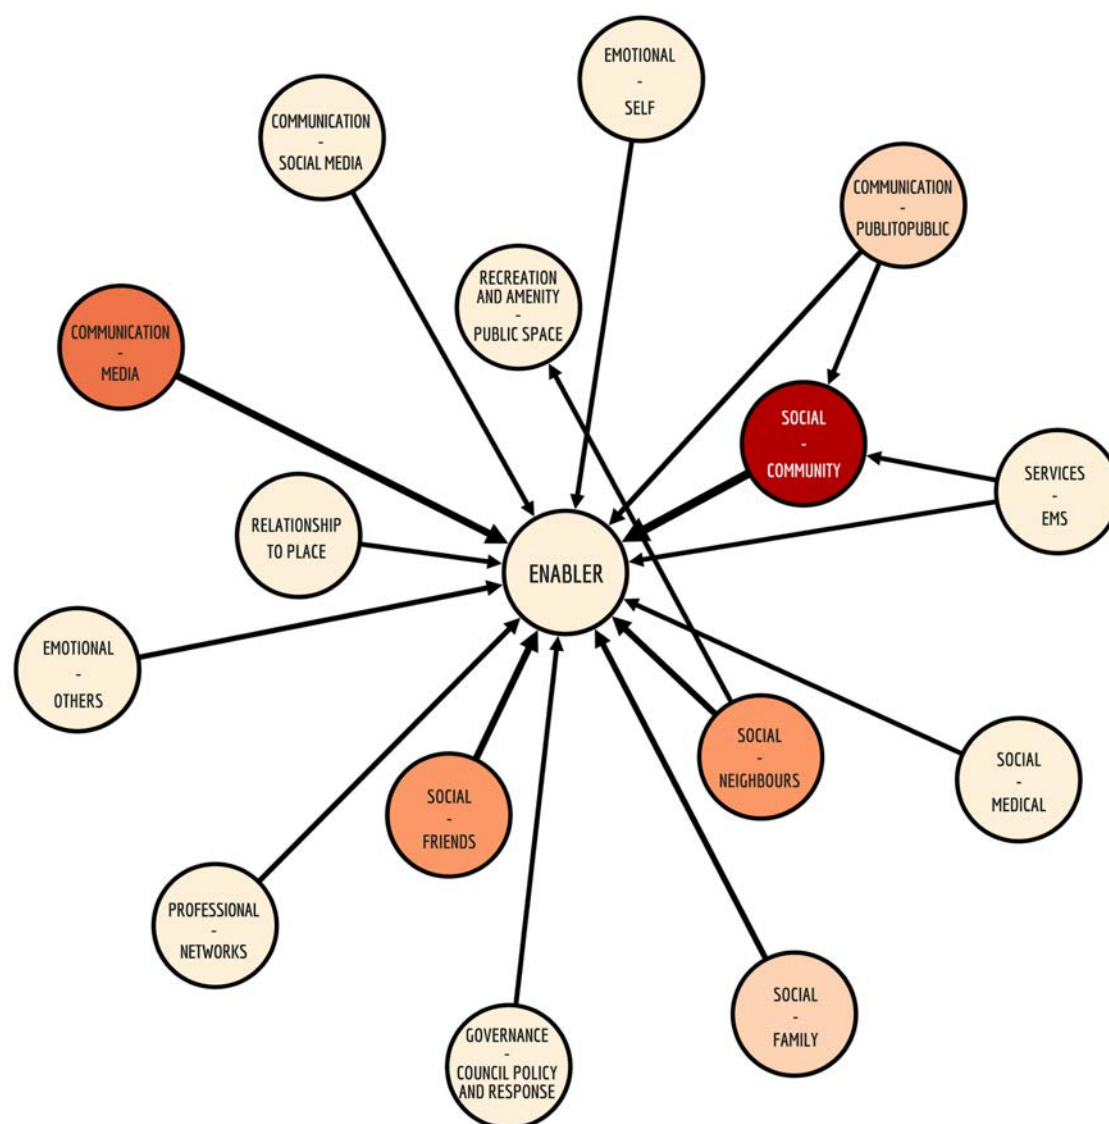 EMOTIONAL
-
SELF
COMMUNICATION
-
SOCIAL MEDIA
COMMUNICATION
-
PUBLITOPUBLIC
RECREATION
AND AMENITY
-
PUBLIC SPACE
COMMUNICATION
-
MEDIA
SOCIAL
-
COMMUNITY
SERVICES
-
EMS
RELATIONSHIP
TO PLACE
ENABLER
EMOTIONAL
-
OTHERS
SOCIAL
-
NEIGHBOURS
SOCIAL
-
MEDICAL
SOCIAL
-
FRIENDS
PROFESSIONAL
-
NETWORKS
SOCIAL
-
FAMILY
GOVERNANCE
-
COUNCIL POLICY
AND RESPONSE